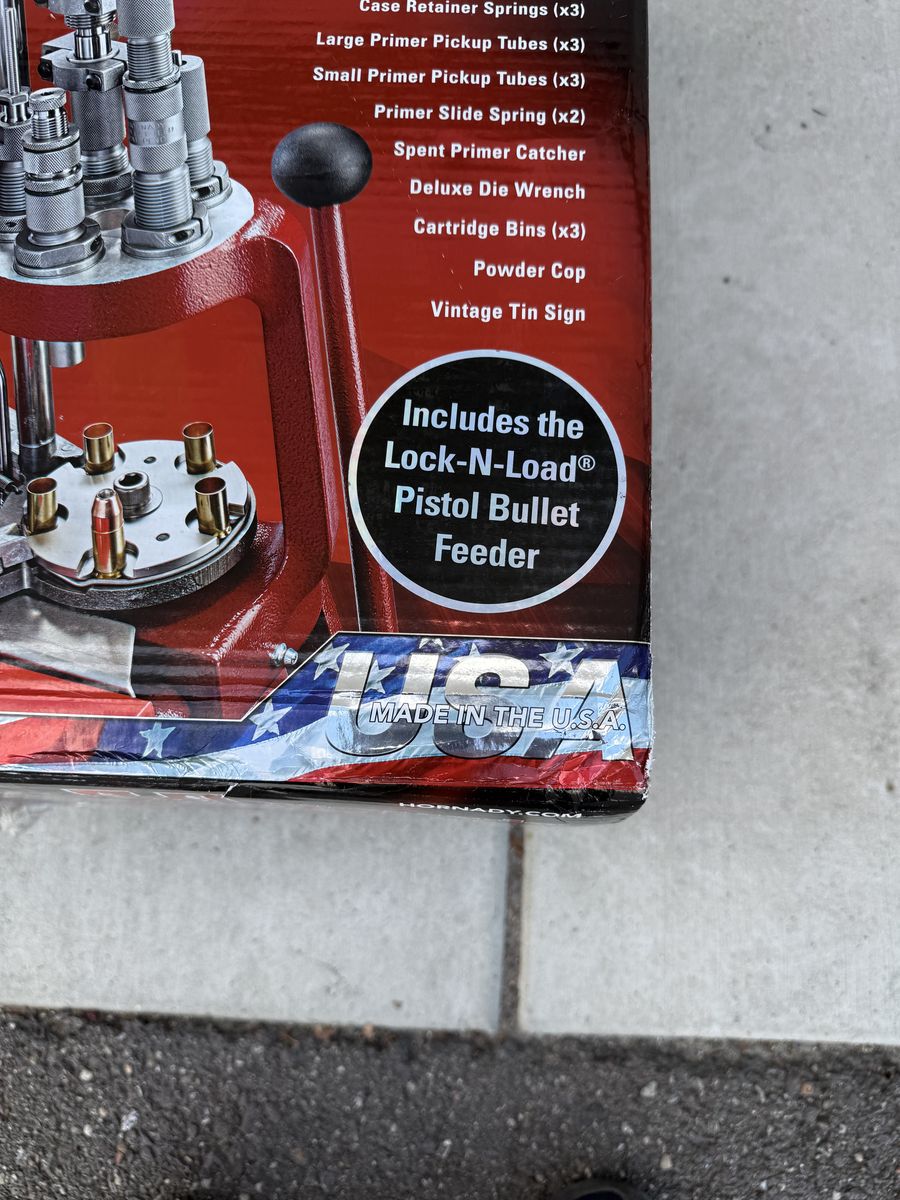 Case Retainer Springs (x3)
Large Primer Pickup Tubes (x3)
Small Primer Pickup Tubes (x3)
Primer Slide Spring (x2)
Spent Primer Catcher
Deluxe Die Wrench
Cartridge Bins (x3)
Powder Cop
Vintage Tin Sign
Includes the
Lock-N-Load®
Pistol Bullet
Feeder
USA
MADE IN THE U.S.A.
HORNADY.COM